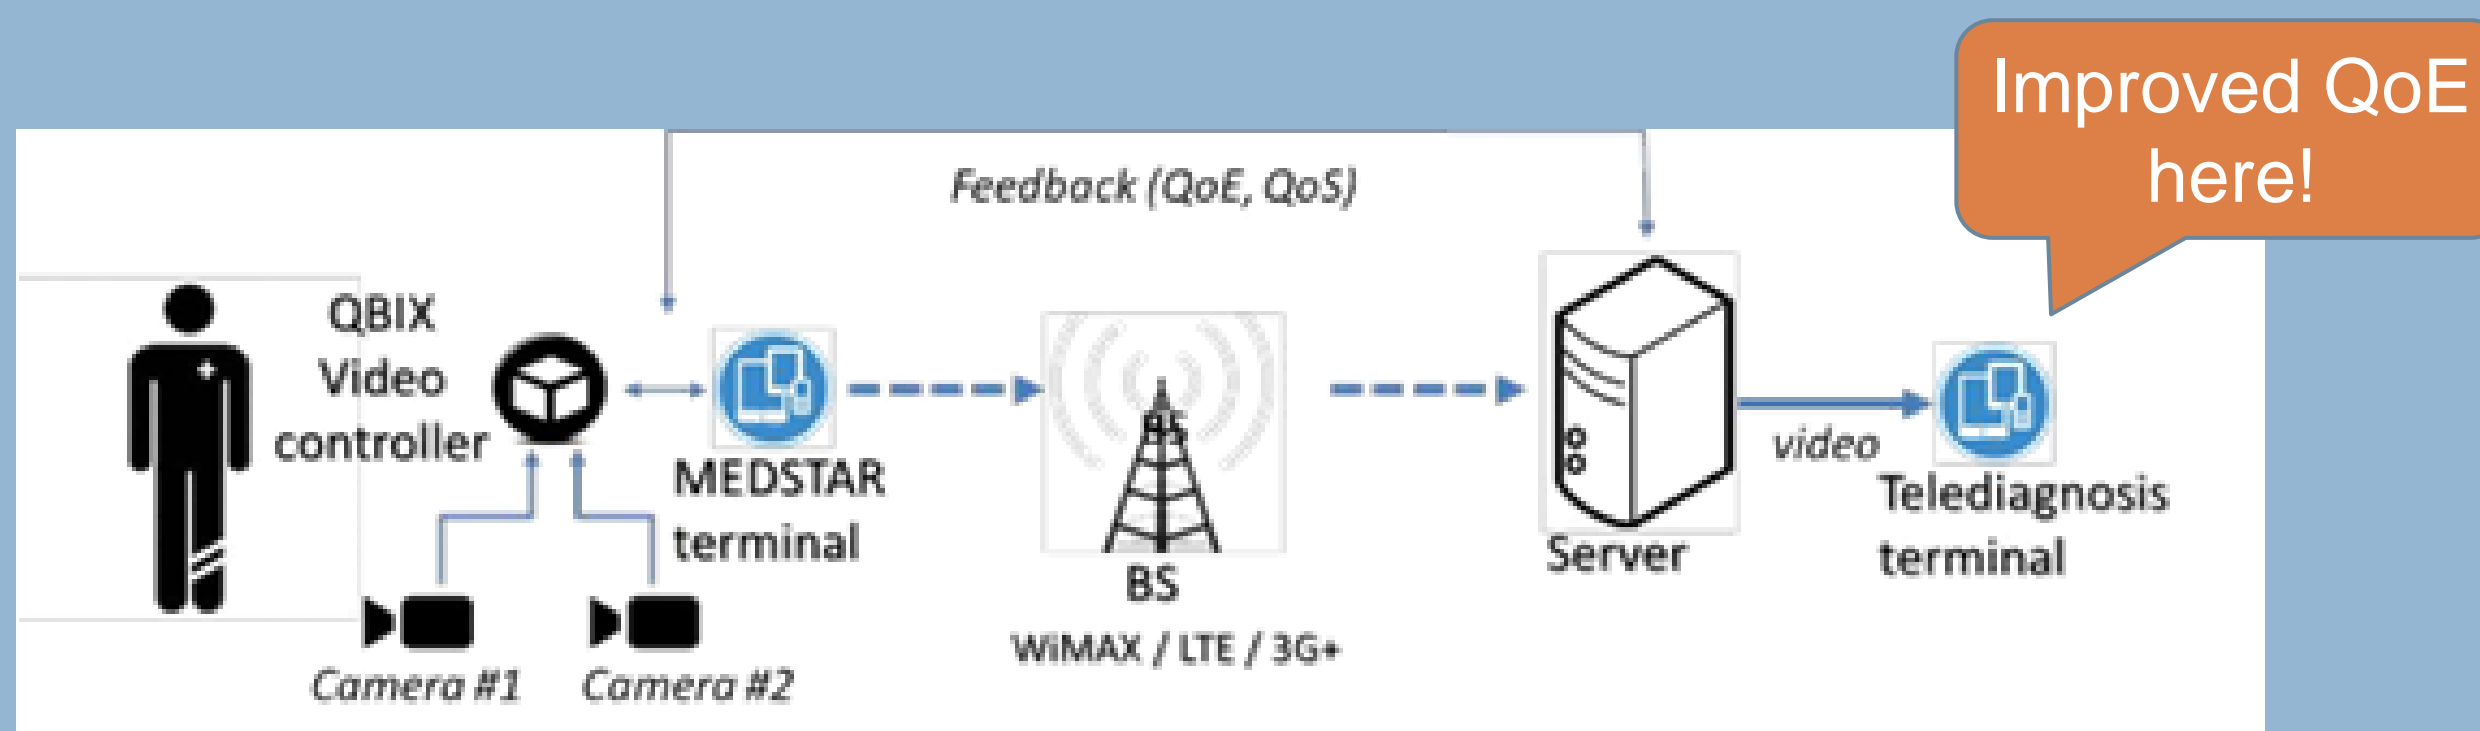 Improved QoE
here!
Feedback (QoE, QoS)
QBIX
Video
controller
MEDSTAR
terminal
BS
BS
WiMAX / LTE / 3G+
Server
video
Telediagnosis
terminal
Camera #1
Camera #2